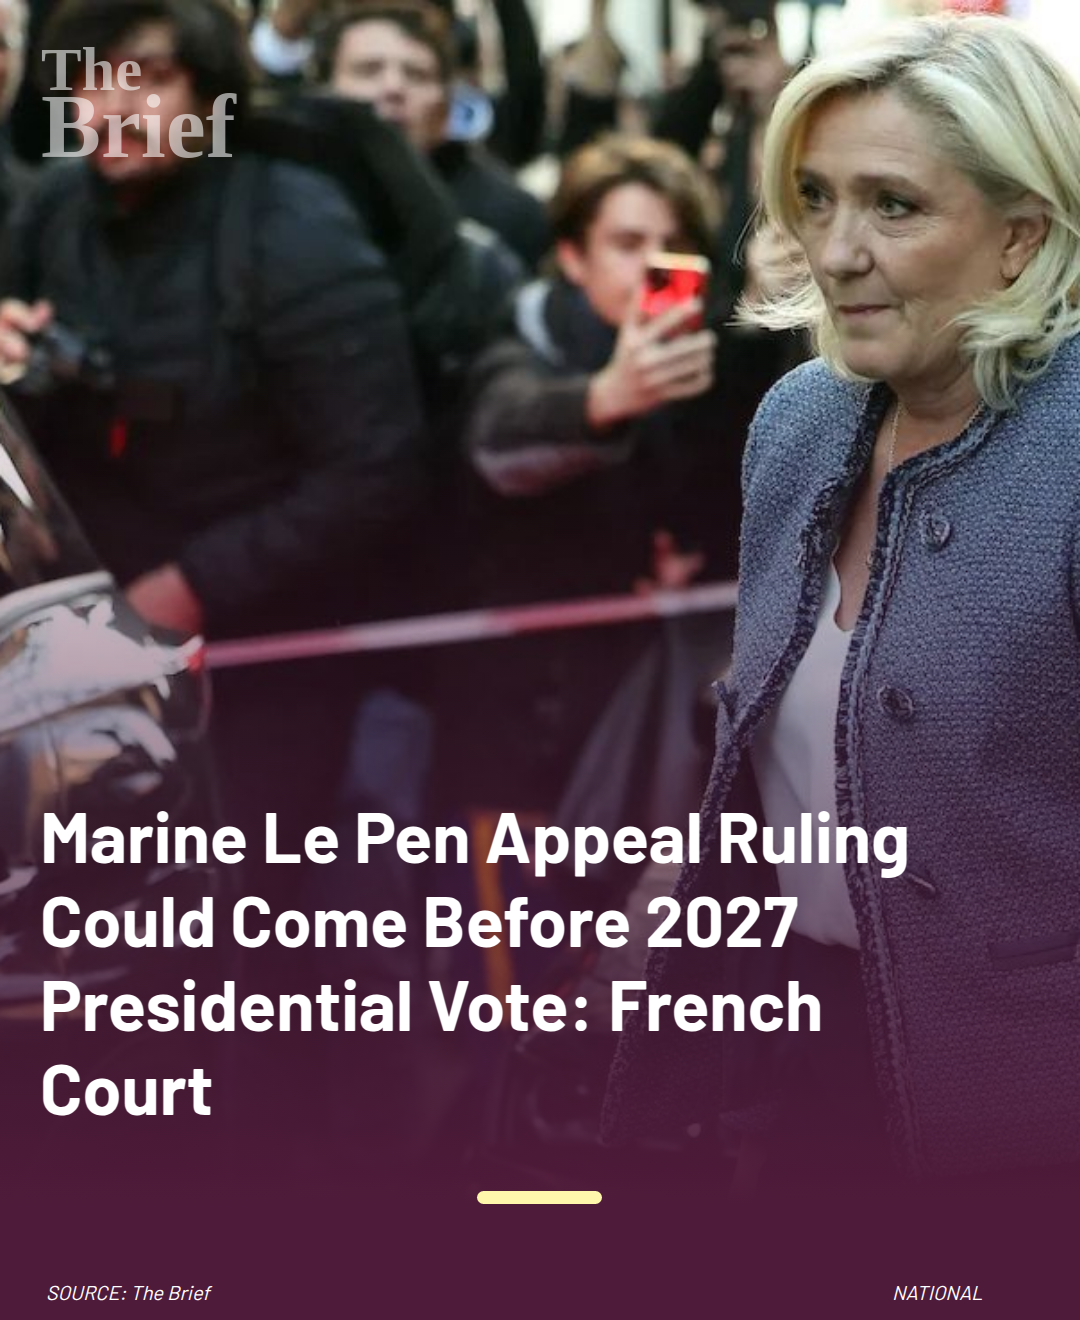 The
Brief
Marine Le Pen Appeal Ruling
Could Come Before 2027
Presidential Vote: French
Court
SOURCE: The Brief
NATIONAL